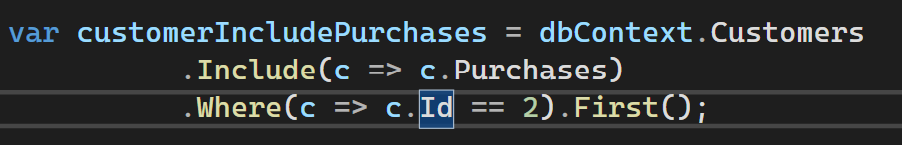 var customerIncludePurchases = dbContext.Customers
.Include(c => c.Purchases)
.Where(c => c.Id == 2).First();